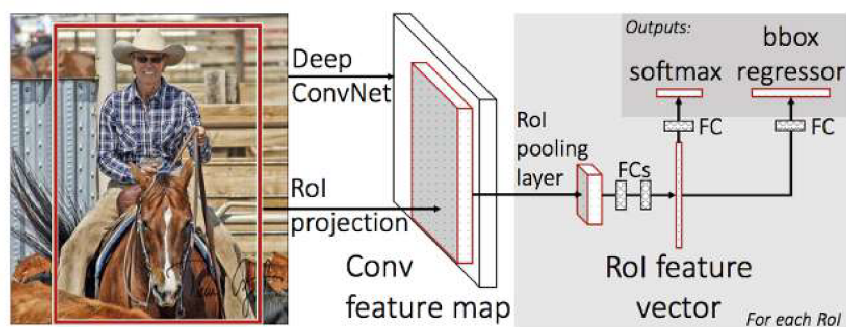 Deep
ConvNet
RoI
projection
Conv
feature map
RoI
pooling
layer
FCs
RoI feature
vector
Outputs:
softmax
bbox
regressor
FC
FC
For each RoI